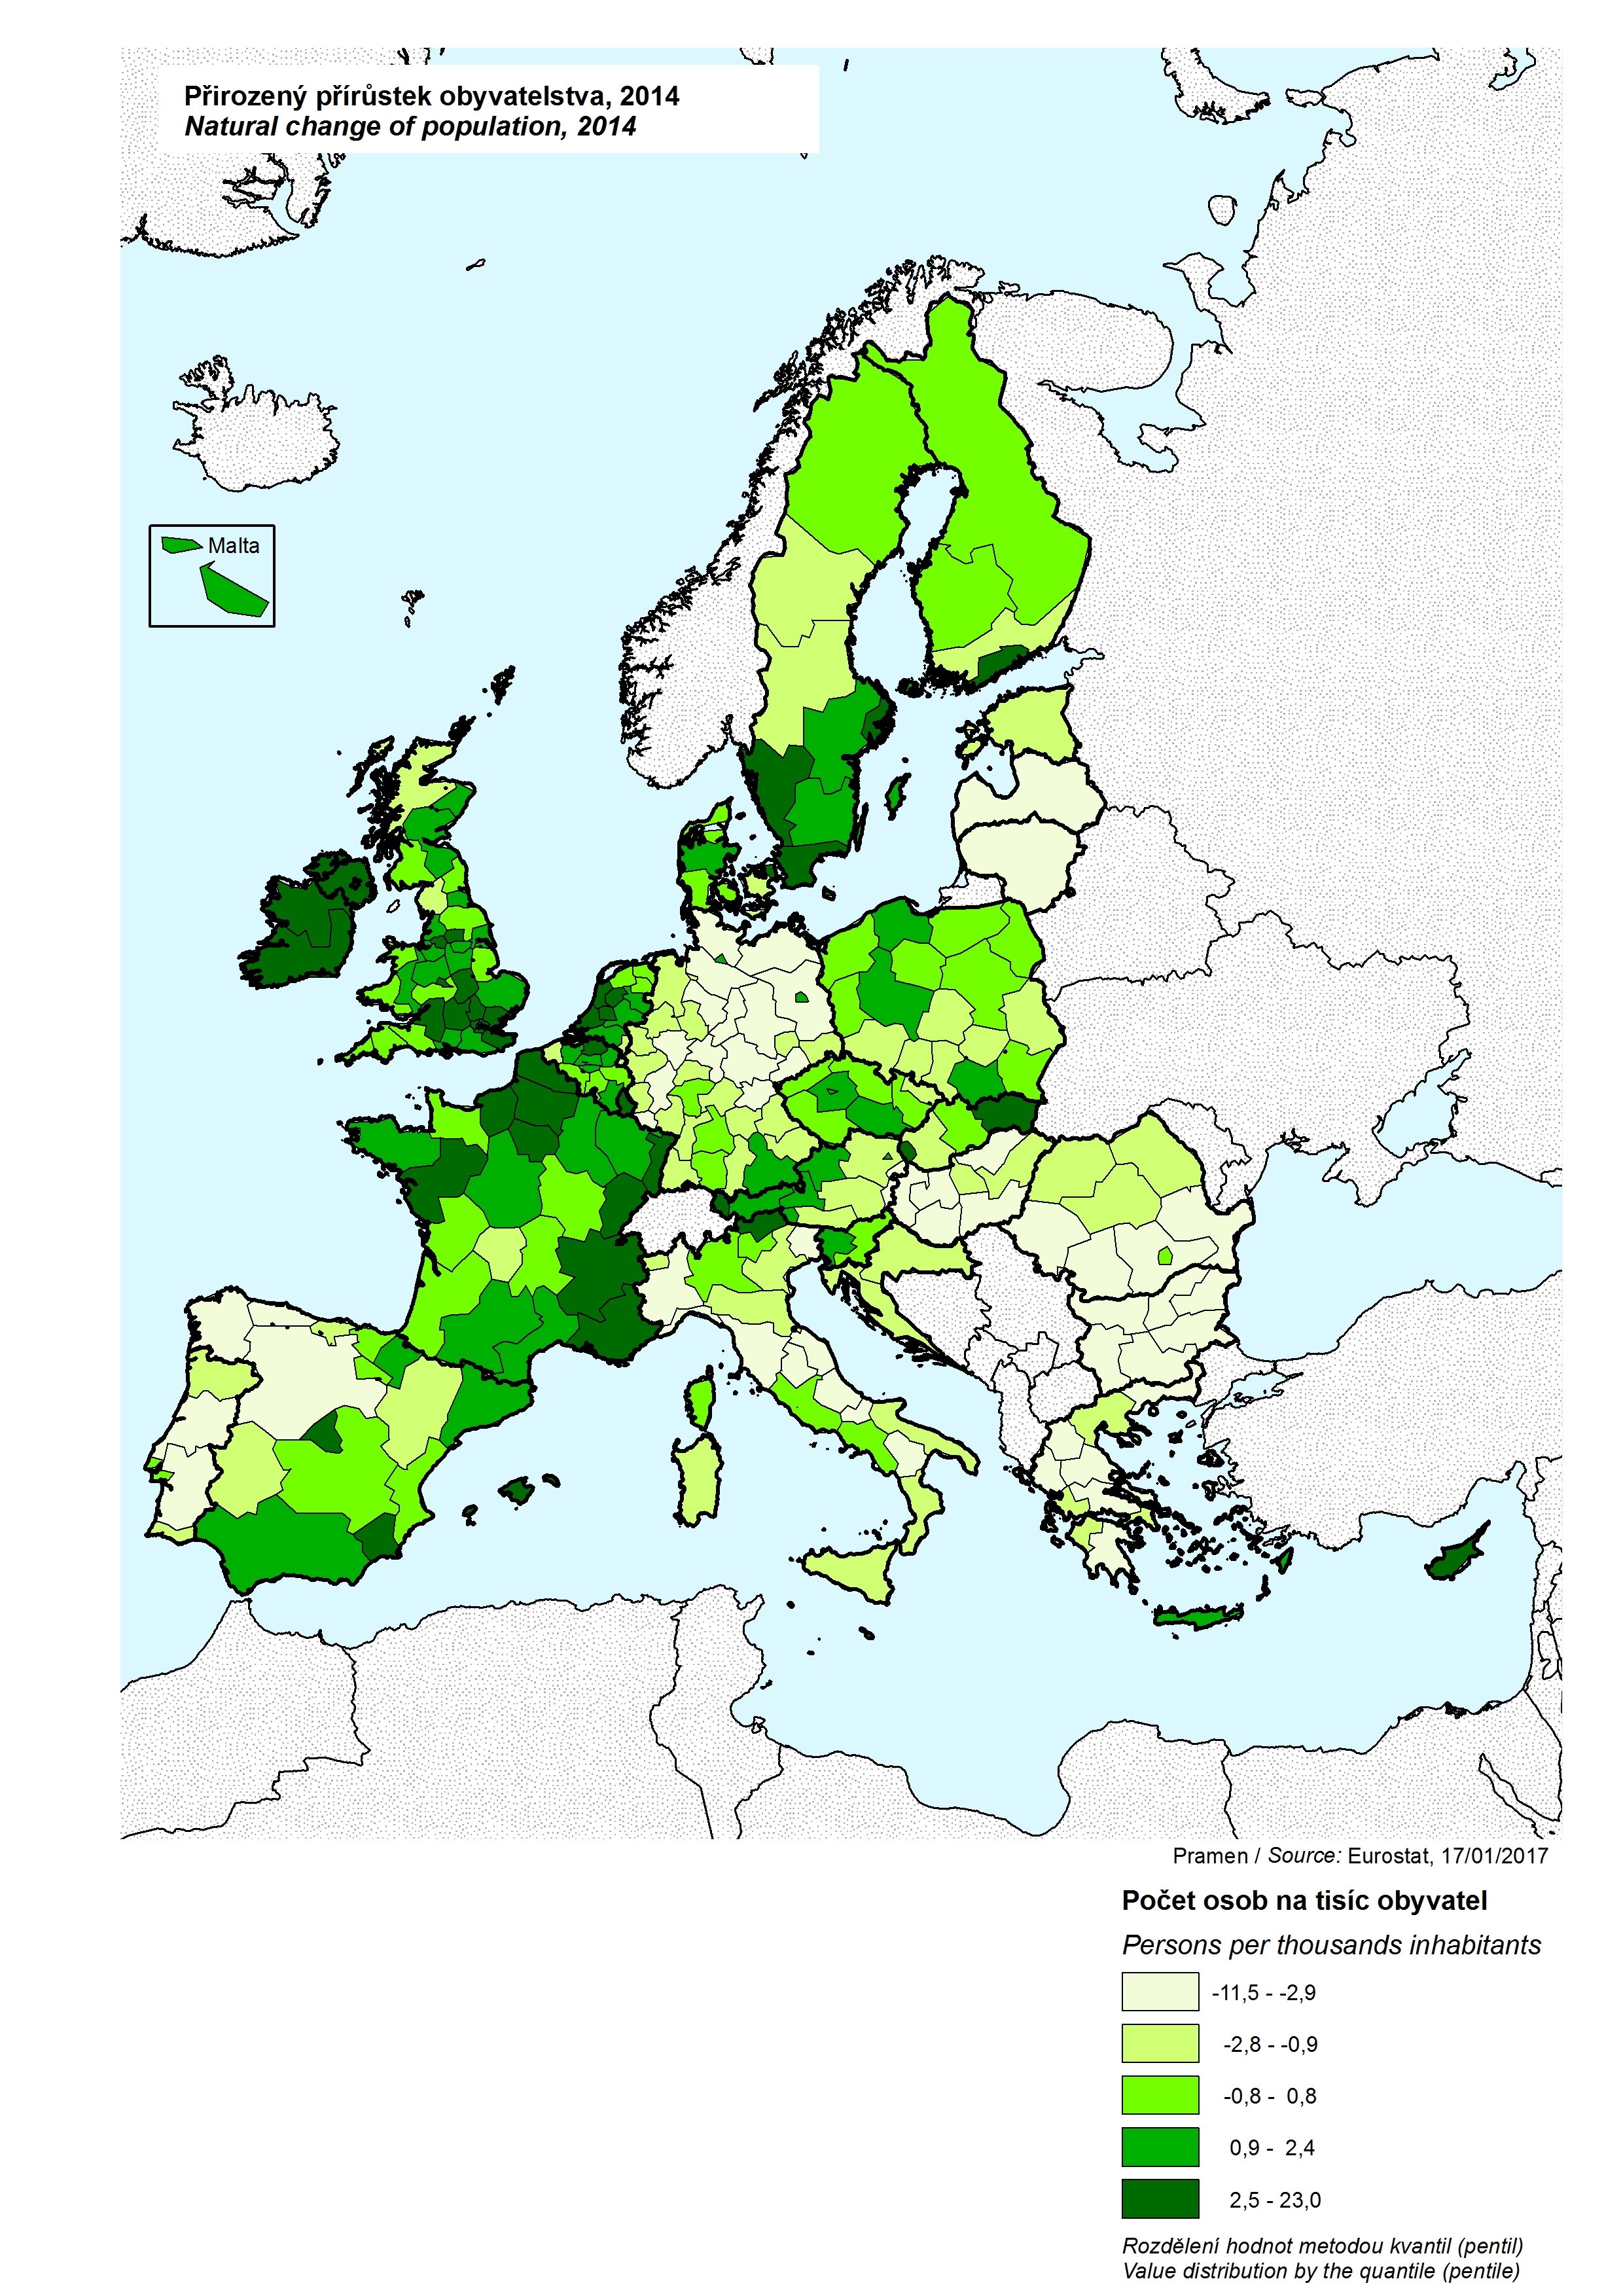 Přirozený přírůstek obyvatelstva, 2014
Natural change of population, 2014
Malta
Pramen / Source: Eurostat, 17/01/2017
Počet osob na tisíc obyvatel
Persons per thousands inhabitants
-11,5 - -2,9
-2,8 - -0,9
-0,8 - 0,8
0,9 - 2,4
2,5 - 23,0
Rozdělení hodnot metodou kvantil (pentil)
Value distribution by the quantile (pentile)